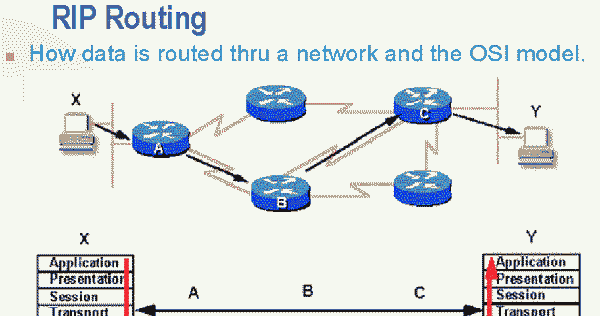 RIP Routing
How data is routed thru a network and the OSI model.
X
Y
A
B
C
X
Y
Application
Presentation
Session
Transport
A
B
C
Application
Presentation
Session
Transport